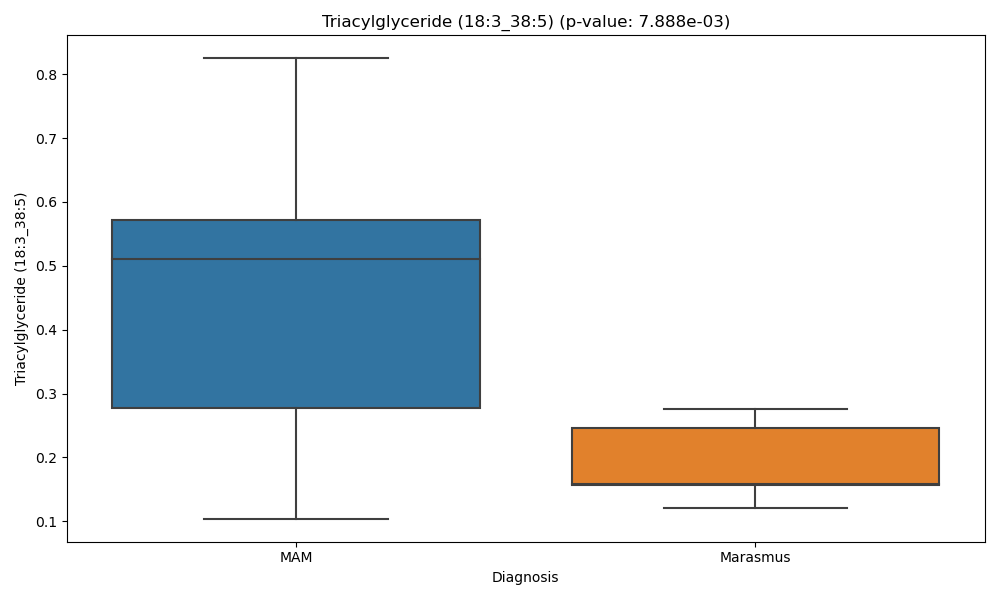 Triacylglyceride (18:3_38:5) (p-value: 7.888e-03)
Triacylglyceride (18:3_38:5)
0.8
0.7
0.6
0.5
0.4
0.3
0.2
0.1
MAM
Marasmus
Diagnosis